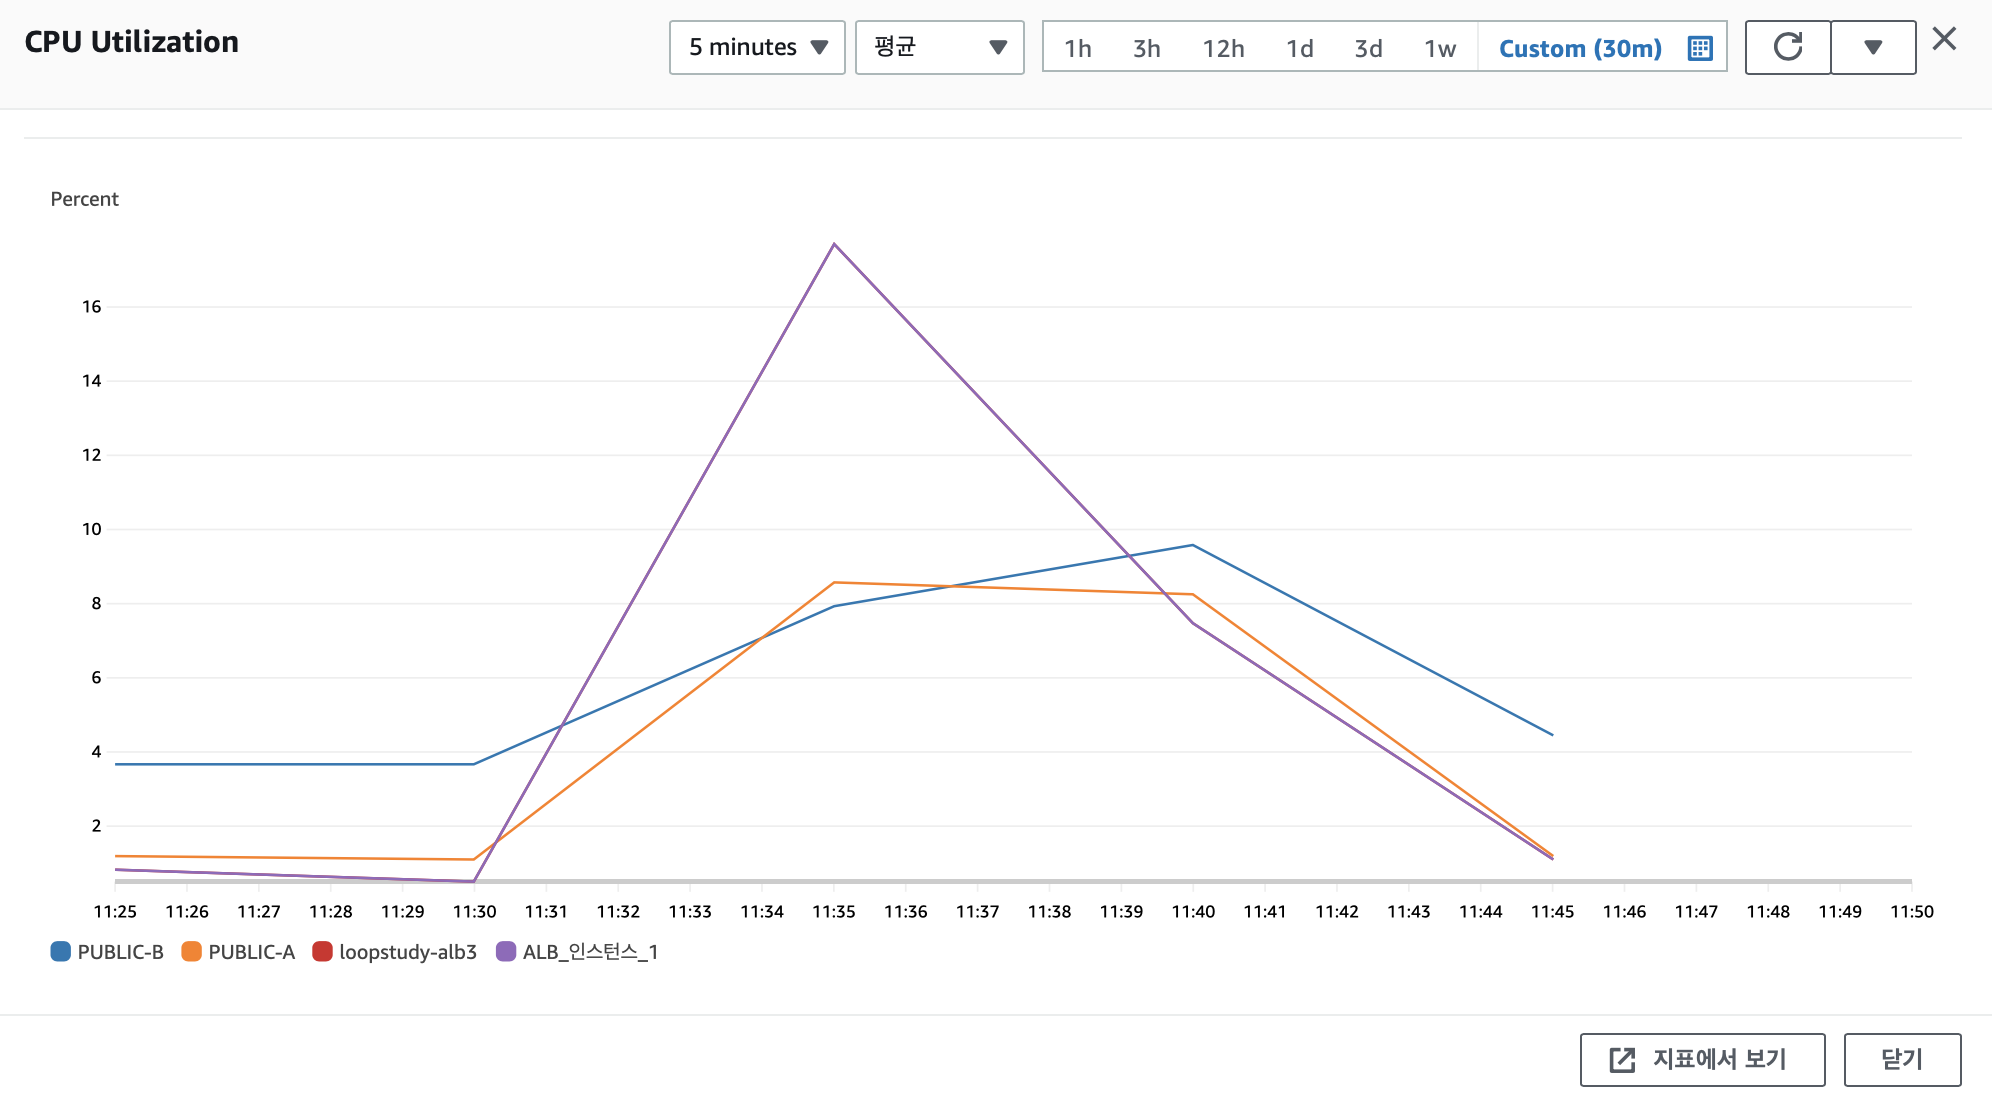 CPU Utilization
5 minutes 평균 1h 3h 12h 1d 3d 1w Custom (30m)
Percent
16
14
12
10
8
6
4
2
11:25 11:26 11:27 11:28 11:29 11:30 11:31 11:32 11:33 11:34 11:35 11:36 11:37 11:38 11:39 11:40 11:41 11:42 11:43 11:44 11:45 11:46 11:47 11:48 11:49 11:50
PUBLIC-B PUBLIC-A loopstudy-alb3 ALB_인스턴스_1
지표에서 보기 닫기